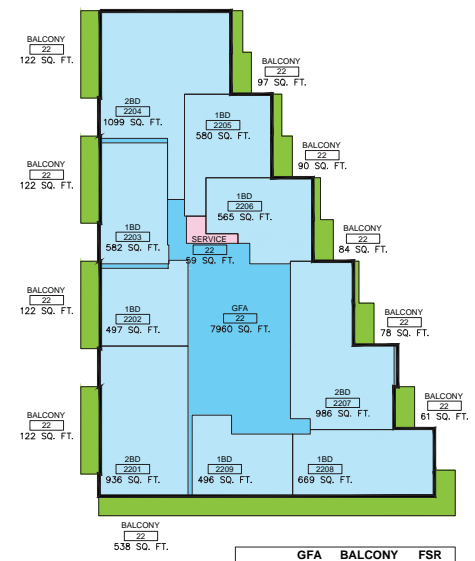 BALCONY
22
122 SQ. FT.
BALCONY
22
97 SQ. FT.
2BD
2204
1099 SQ. FT.
1BD
2205
580 SQ. FT.
BALCONY
22
122 SQ. FT.
BALCONY
22
90 SQ. FT.
1BD
2206
565 SQ. FT.
1BD
2203
582 SQ. FT.
SERVICE
22
59 SQ. FT.
BALCONY
22
84 SQ. FT.
BALCONY
22
122 SQ. FT.
1BD
2202
497 SQ. FT.
GFA
22
7960 SQ. FT.
BALCONY
22
78 SQ. FT.
2BD
2207
986 SQ. FT.
BALCONY
22
61 SQ. FT.
BALCONY
22
122 SQ. FT.
2BD
2201
936 SQ. FT.
1BD
2209
496 SQ. FT.
1BD
2208
669 SQ. FT.
BALCONY
22
538 SQ. FT.
GFA BALCONY FSR